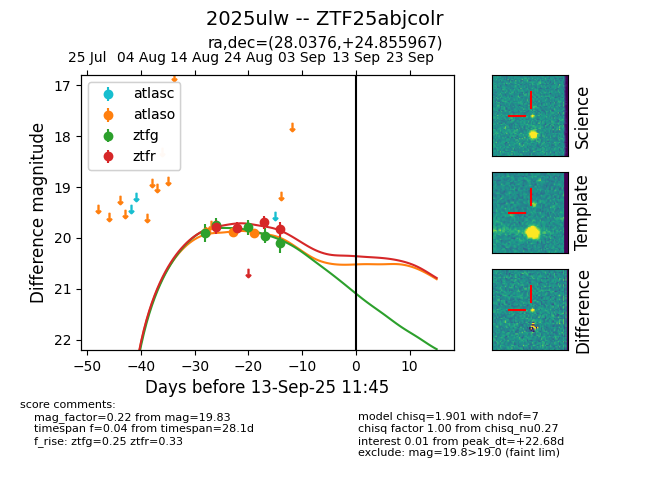 2025ulw -- ZTF25abjcolr
ra,dec=(28.0376,+24.855967)
25 Jul 04 Aug 14 Aug 24 Aug 03 Sep 13 Sep 23 Sep
atlasc
atlaso
ztfg
ztfr
17
18
19
20
21
22
Difference magnitude
−50 −40 −30 −20 −10 0 10
Days before 13-Sep-25 11:45
Science
Template
Difference
score comments:
mag_factor=0.22 from mag=19.83
timespan f=0.04 from timespan=28.1d
f_rise: ztfg=0.25 ztfr=0.33
model chisq=1.901 with ndof=7
chisq factor 1.00 from chisq_nu0.27
interest 0.01 from peak_dt=+22.68d
exclude: mag=19.8>19.0 (faint lim)